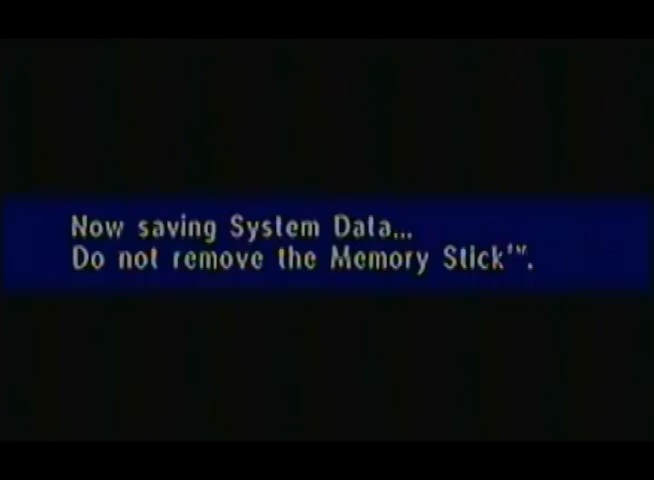 Now saving System Data...
Do not remove the Memory Stick™.